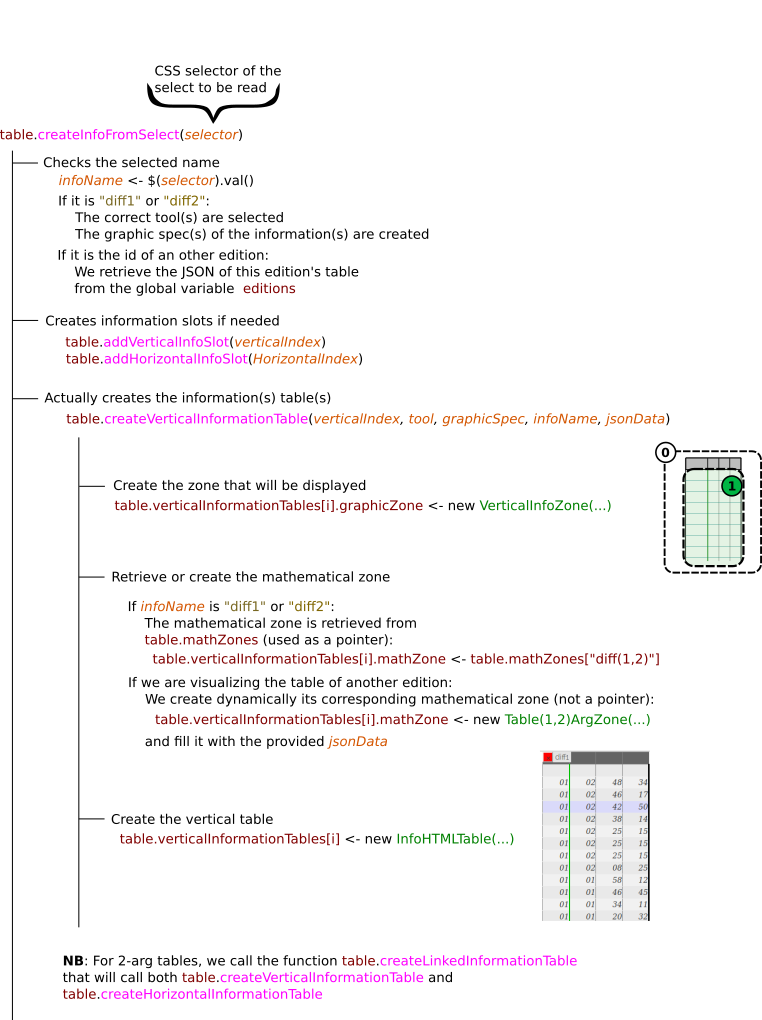 CSS selector of the
select to be read
table.createInfoFromSelect(selector)
Checks the selected name
infoName <- $(selector).val()
If it is "diff1" or "diff2":
The correct tool(s) are selected
The graphic spec(s) of the information(s) are created
If it is the id of an other edition:
We retrieve the JSON of this edition's table
from the global variable editions
Creates information slots if needed
table.addVerticalInfoSlot(verticalIndex)
table.addHorizontalInfoSlot(HorizontalIndex)
Actually creates the information(s) table(s)
table.createVerticalInformationTable(verticalIndex, tool, graphicSpec, infoName, jsonData)
0
1
Create the zone that will be displayed
table.verticalInformationTables[i].graphicZone <- new VerticalInfoZone(...)
Retrieve or create the mathematical zone
If infoName is "diff1" or "diff2":
The mathematical zone is retrieved from
table.mathZones (used as a pointer):
table.verticalInformationTables[i].mathZone <- table.mathZones["diff(1,2)"]
If we are visualizing the table of another edition:
We create dynamically its corresponding mathematical zone (not a pointer):
table.verticalInformationTables[i].mathZone <- new Table(1,2)ArgZone(...)
and fill it with the provided jsonData
diff1
01 02 48 34
01 02 46 17
01 02 42 50
01 02 38 14
01 02 25 15
01 02 25 15
01 02 25 15
01 02 08 25
01 01 58 12
01 01 46 45
01 01 34 11
01 01 20 32
Create the vertical table
table.verticalInformationTables[i] <- new InfoHTMLTable(...)
NB: For 2-arg tables, we call the function table.createLinkedInformationTable
that will call both table.createVerticalInformationTable and
table.createHorizontalInformationTable